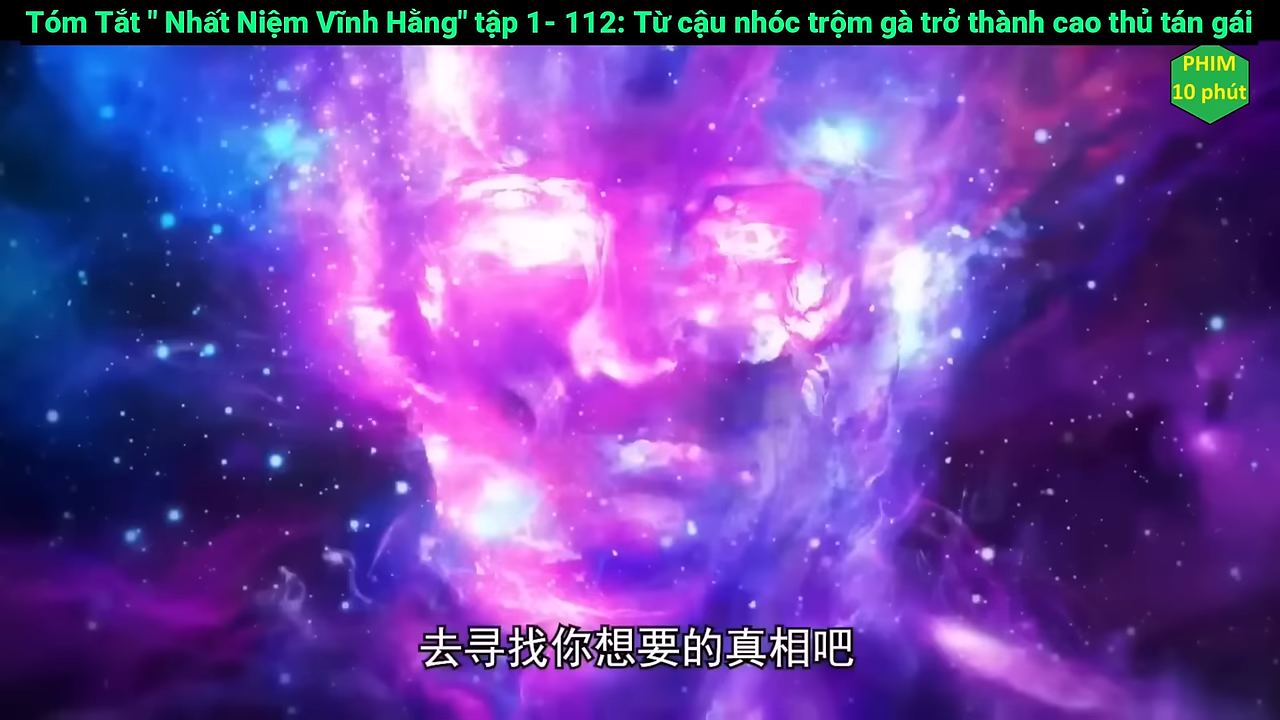 Tóm Tắt " Nhất Niệm Vĩnh Hằng" tập 1- 112: Từ cậu nhóc trộm gà trở thành cao thủ tán gái
PHIM
10 phút
去寻找你想要的真相吧